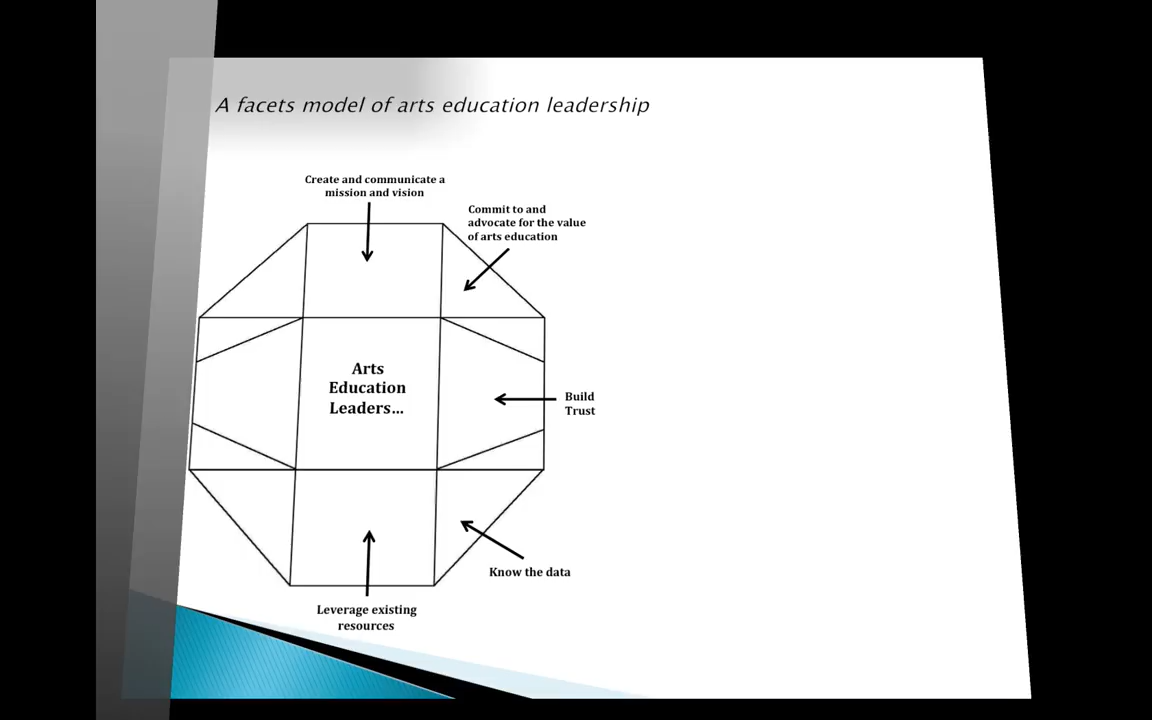 A facets model of arts education leadership
Create and communicate a
mission and vision
Commit to and
advocate for the value
of arts education
Arts
Education
Leaders...
Build
Trust
Know the data
Leverage existing
resources